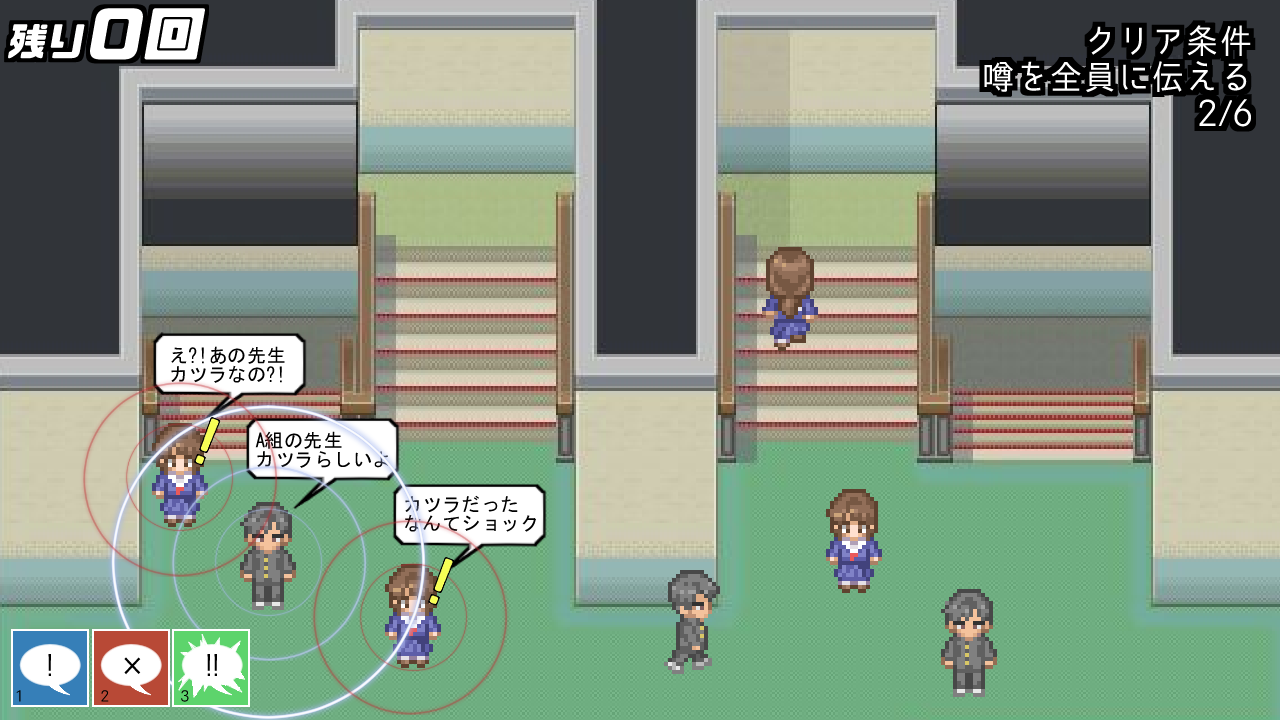 残り0回
クリア条件
噂を全員に伝える
2/6
え?!あの先生
カツラなの?!
A組の先生
カツラらしいよ
カツラだった
なんてショック
!
1
×
2
!!
3